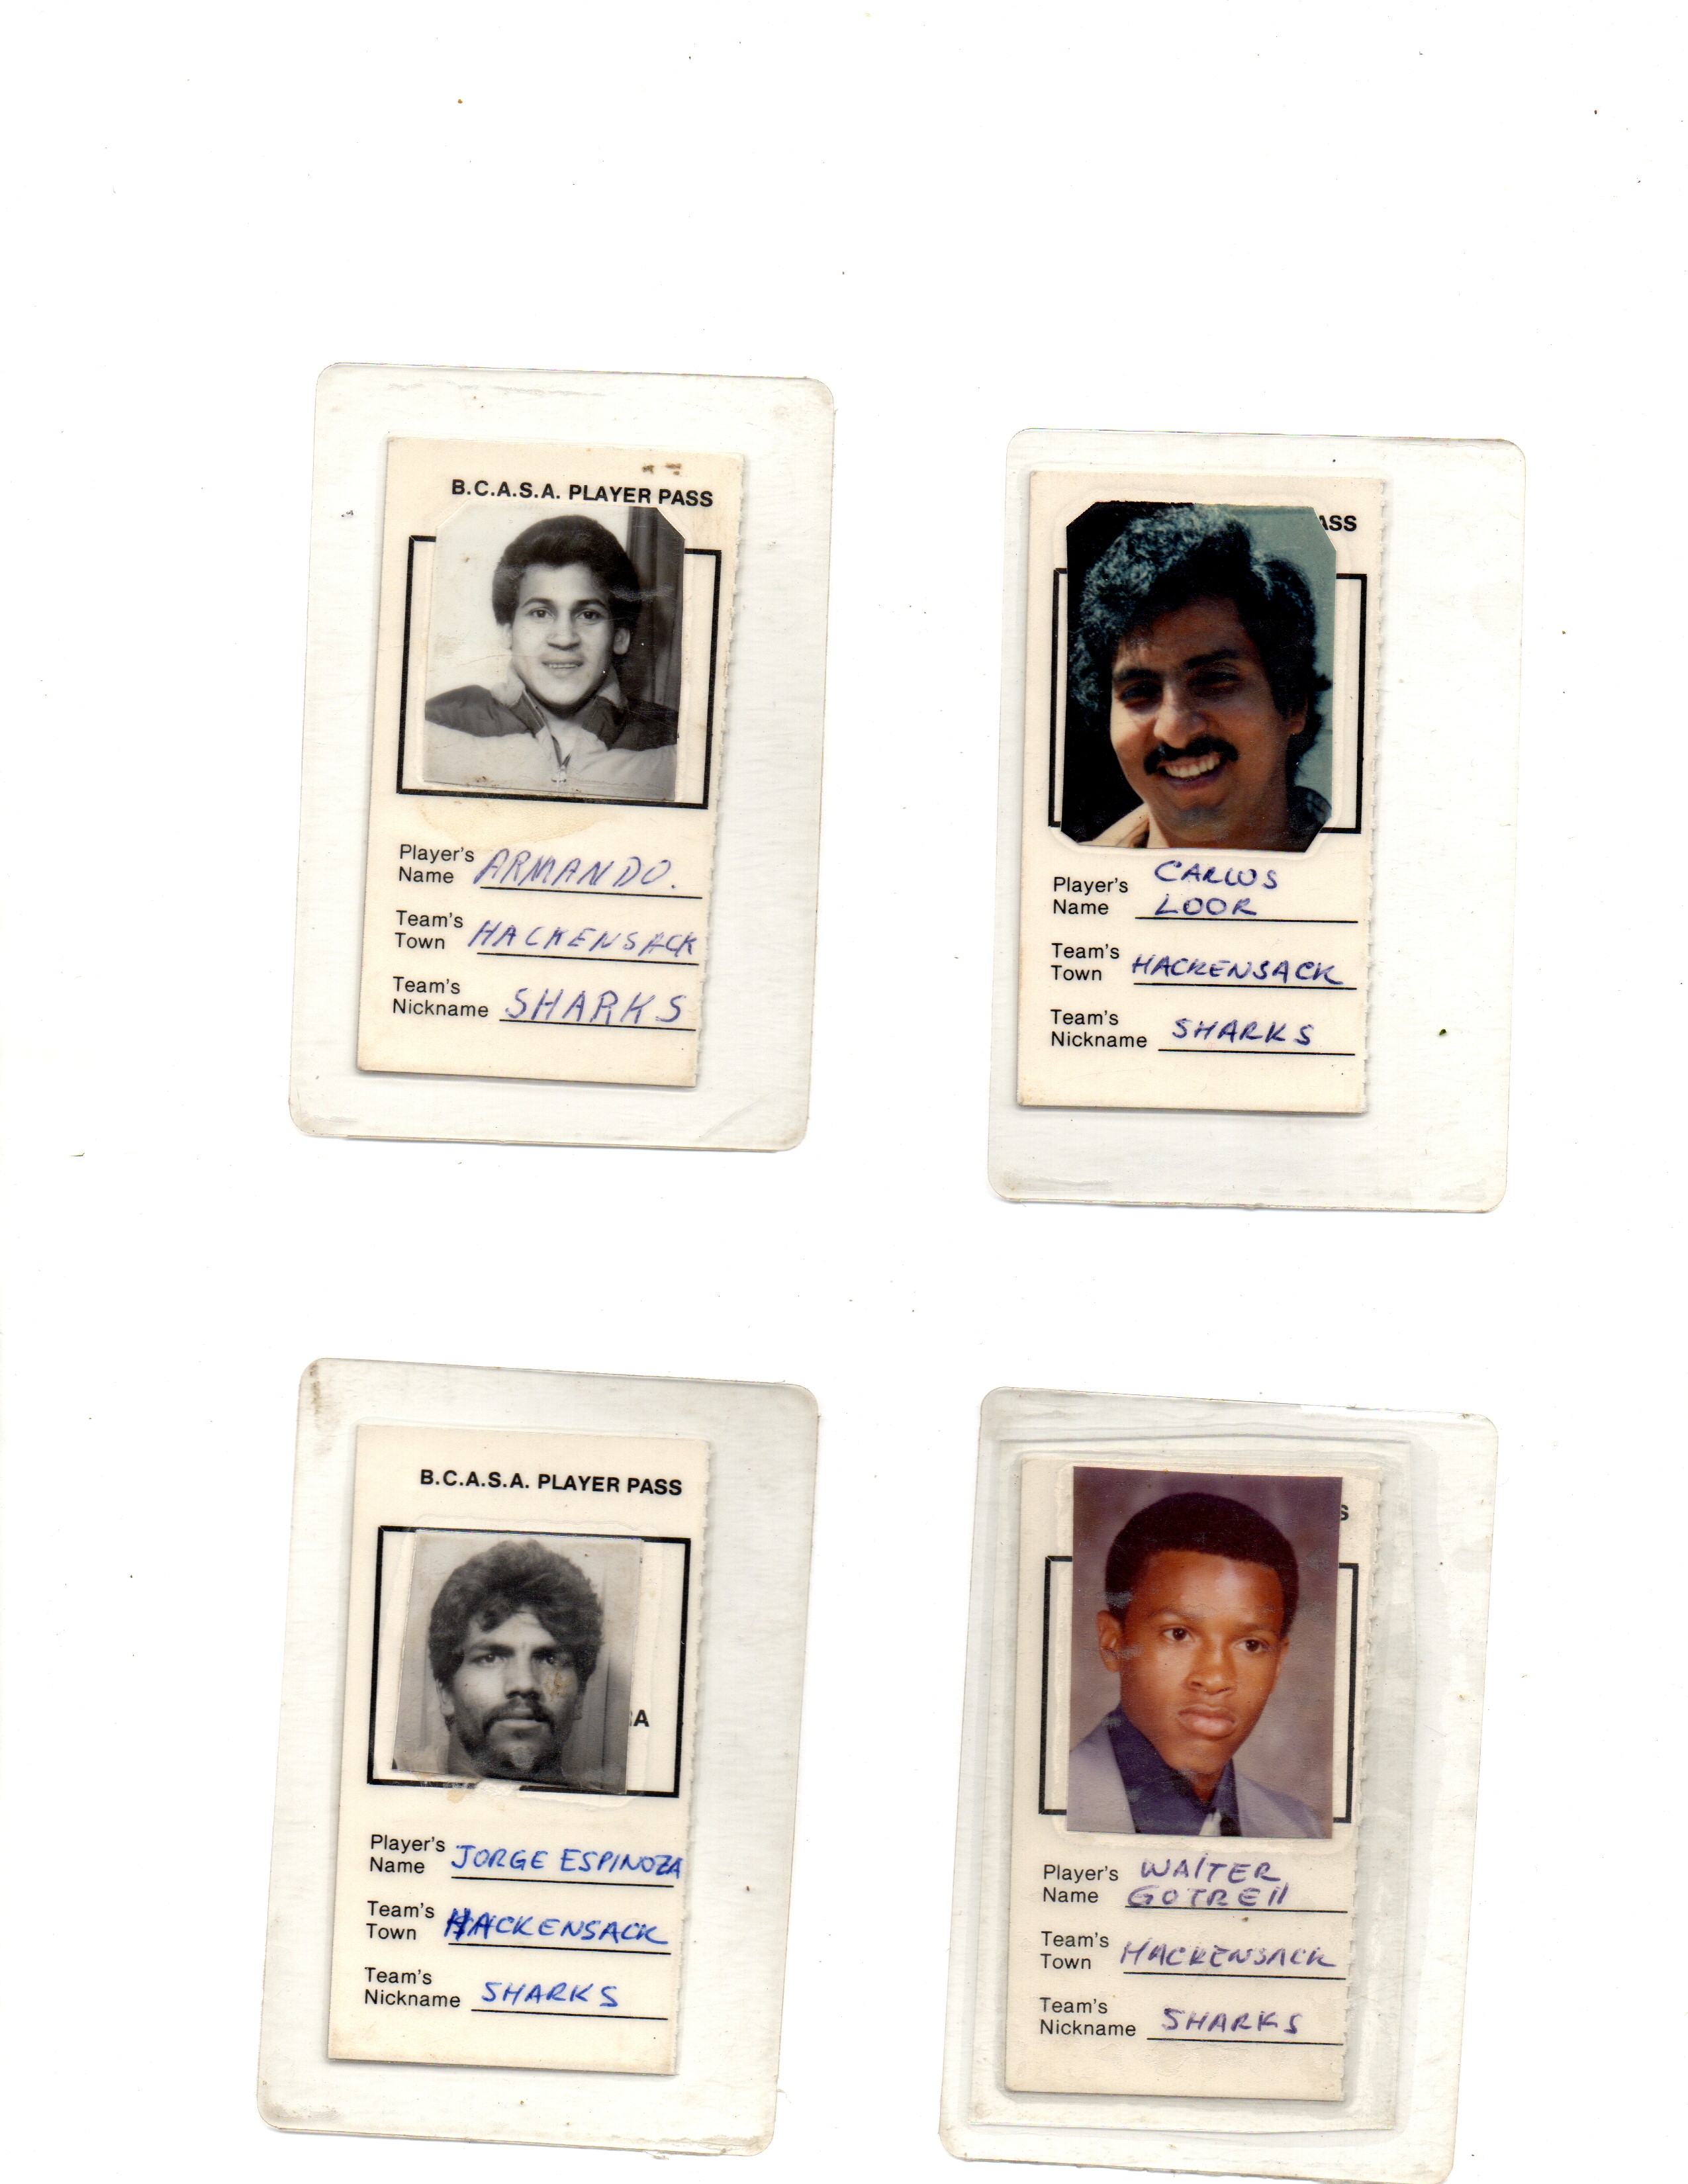 B.C.A.S.A. PLAYER PASS
Player's
Name ARMANDO.
Team's
Town HACKENSACK
Team's
Nickname SHARKS
ASS
CARLOS
Player's
Name LOOR
Team's
Town HACKENSACK
Team's
Nickname SHARKS
B.C.A.S.A. PLAYER PASS
RA
Player's
Name JORGE ESPINOZA
Team's
Town HACKENSACK
Team's
Nickname SHARKS
S
Player's WAlTER
Name GOTREll
Team's
Town HACKENSACK
Team's
Nickname SHARKS